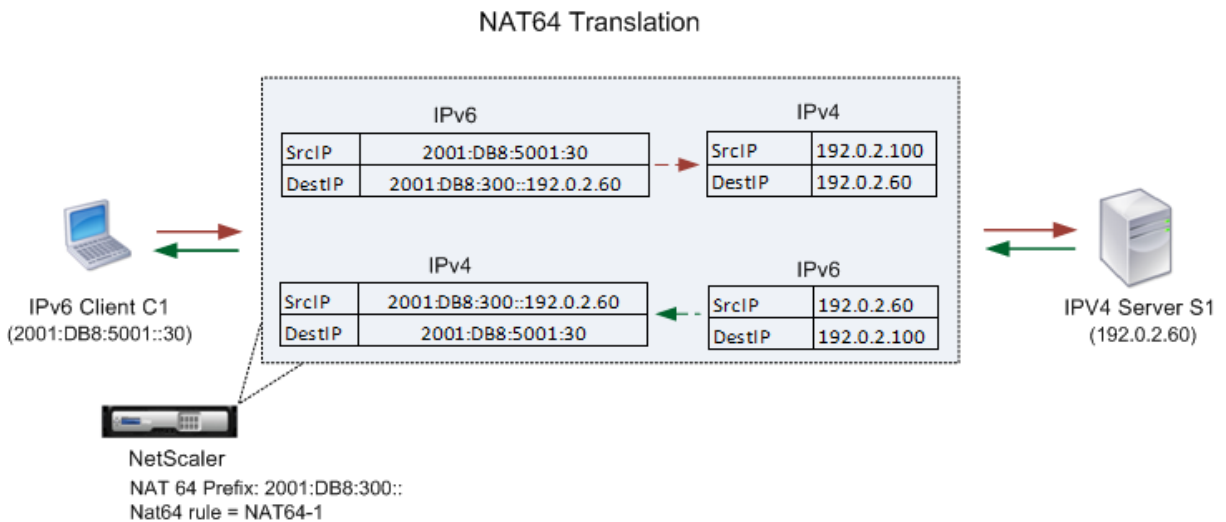 NAT64 Translation
IPv6
SrcIP 2001:DB8:5001:30
DestIP 2001:DB8:300::192.0.2.60
IPv4
SrcIP 192.0.2.100
DestIP 192.0.2.60
IPv4
SrcIP 2001:DB8:300::192.0.2.60
DestIP 2001:DB8:5001:30
IPv6
SrcIP 192.0.2.60
DestIP 192.0.2.100
IPv6 Client C1
(2001:DB8:5001::30)
IPV4 Server S1
(192.0.2.60)
NetScaler
NAT 64 Prefix: 2001:DB8:300::
Nat64 rule = NAT64-1